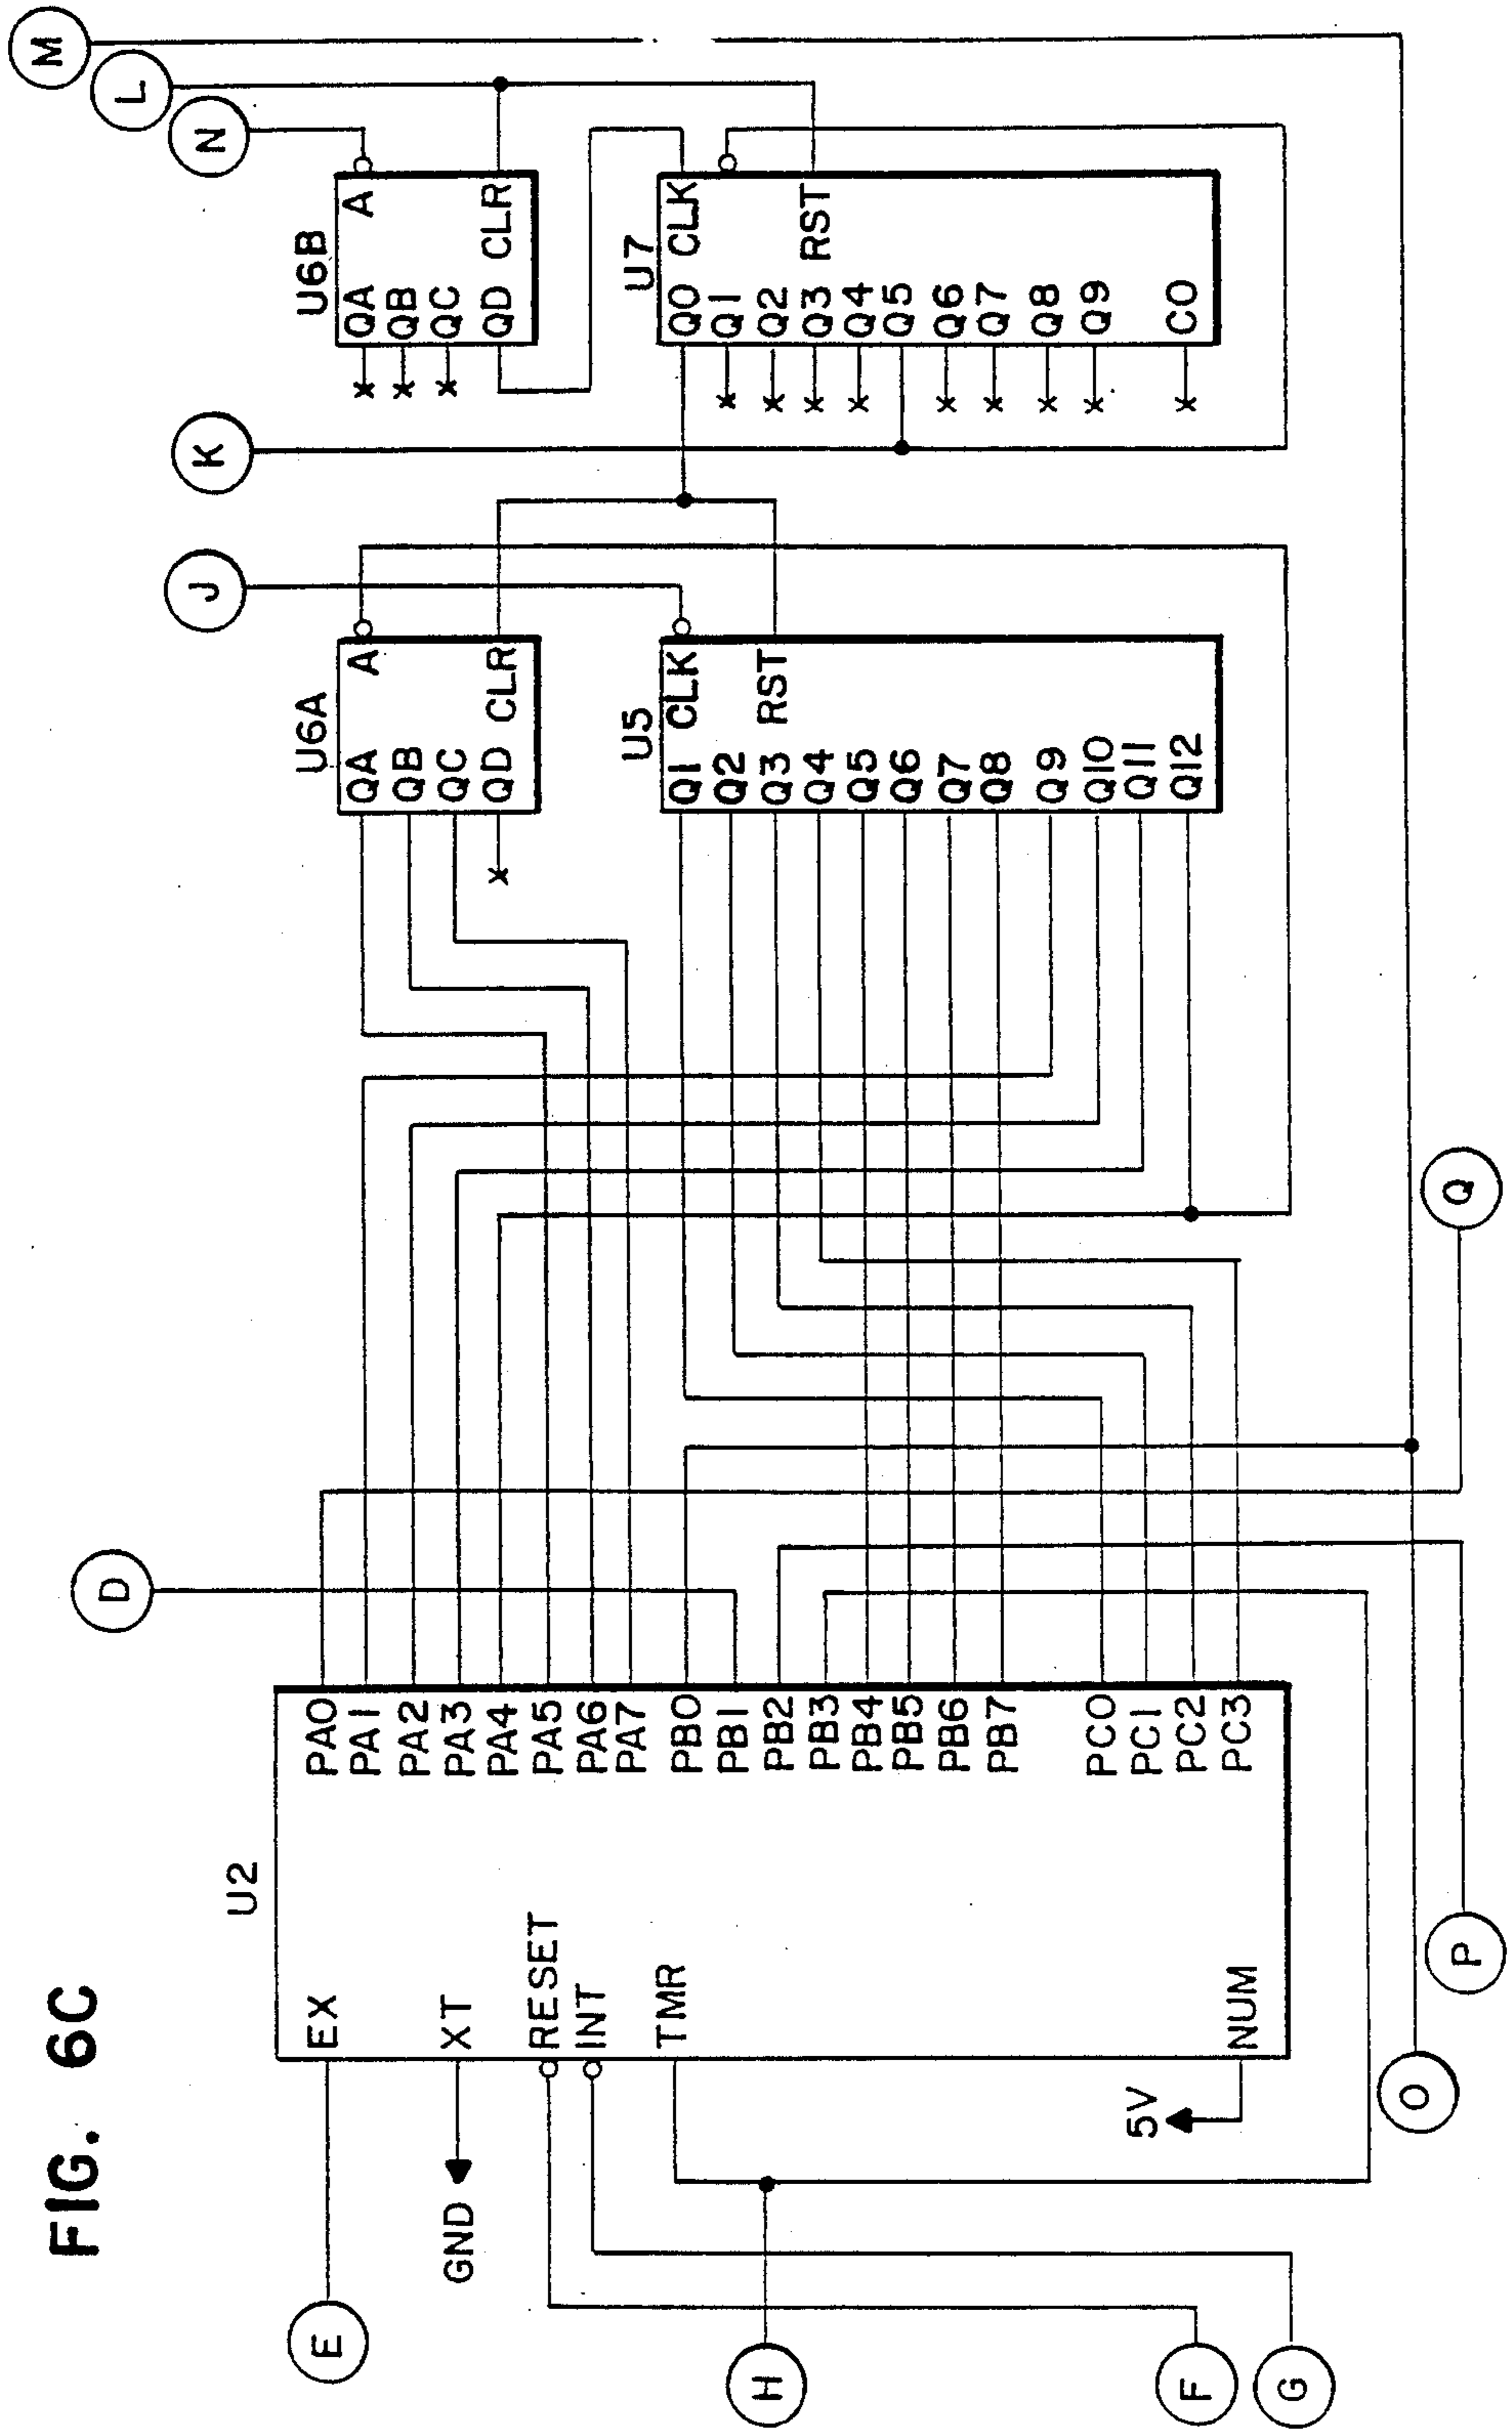 FIG. 6C
U2
EX
XT
RESET
INT
TMR
NUM
GND
5V
PA0
PA1
PA2
PA3
PA4
PA5
PA6
PA7
PB0
PB1
PB2
PB3
PB4
PB5
PB6
PB7
PC0
PC1
PC2
PC3
E
H
F
G
D
O
P
Q
U6A
QA A
QB
QC
QD CLR
U5
Q1 CLK
Q2
Q3 RST
Q4
Q5
Q6
Q7
Q8
Q9
Q10
Q11
Q12
J
K
U6B
QA A
QB
QC
QD CLR
U7
Q0 CLK
Q1
Q2
Q3 RST
Q4
Q5
Q6
Q7
Q8
Q9
CO
N
L
M